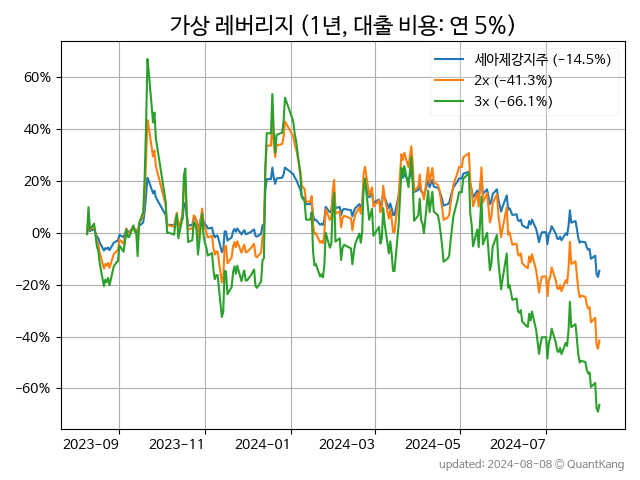 가상 레버리지 (1년, 대출 비용: 연 5%)
세아제강지주 (−14.5%)
2x (−41.3%)
3x (−66.1%)
60%
40%
20%
0%
−20%
−40%
−60%
2023-09 2023-11 2024-01 2024-03 2024-05 2024-07
updated: 2024-08-08 © QuantKang